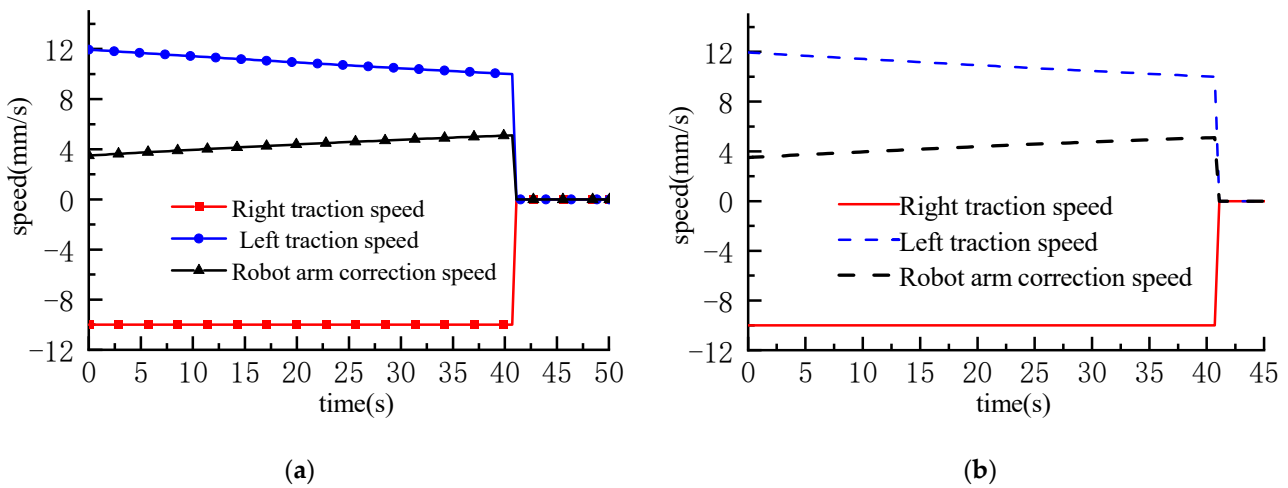 12
8
4
0
−4
−8
−12
speed(mm/s)
Right traction speed
Left traction speed
Robot arm correction speed
0 5 10 15 20 25 30 35 40 45 50
time(s)
(a)
12
8
4
0
−4
−8
−12
speed(mm/s)
Right traction speed
Left traction speed
Robot arm correction speed
0 5 10 15 20 25 30 35 40 45
time(s)
(b)